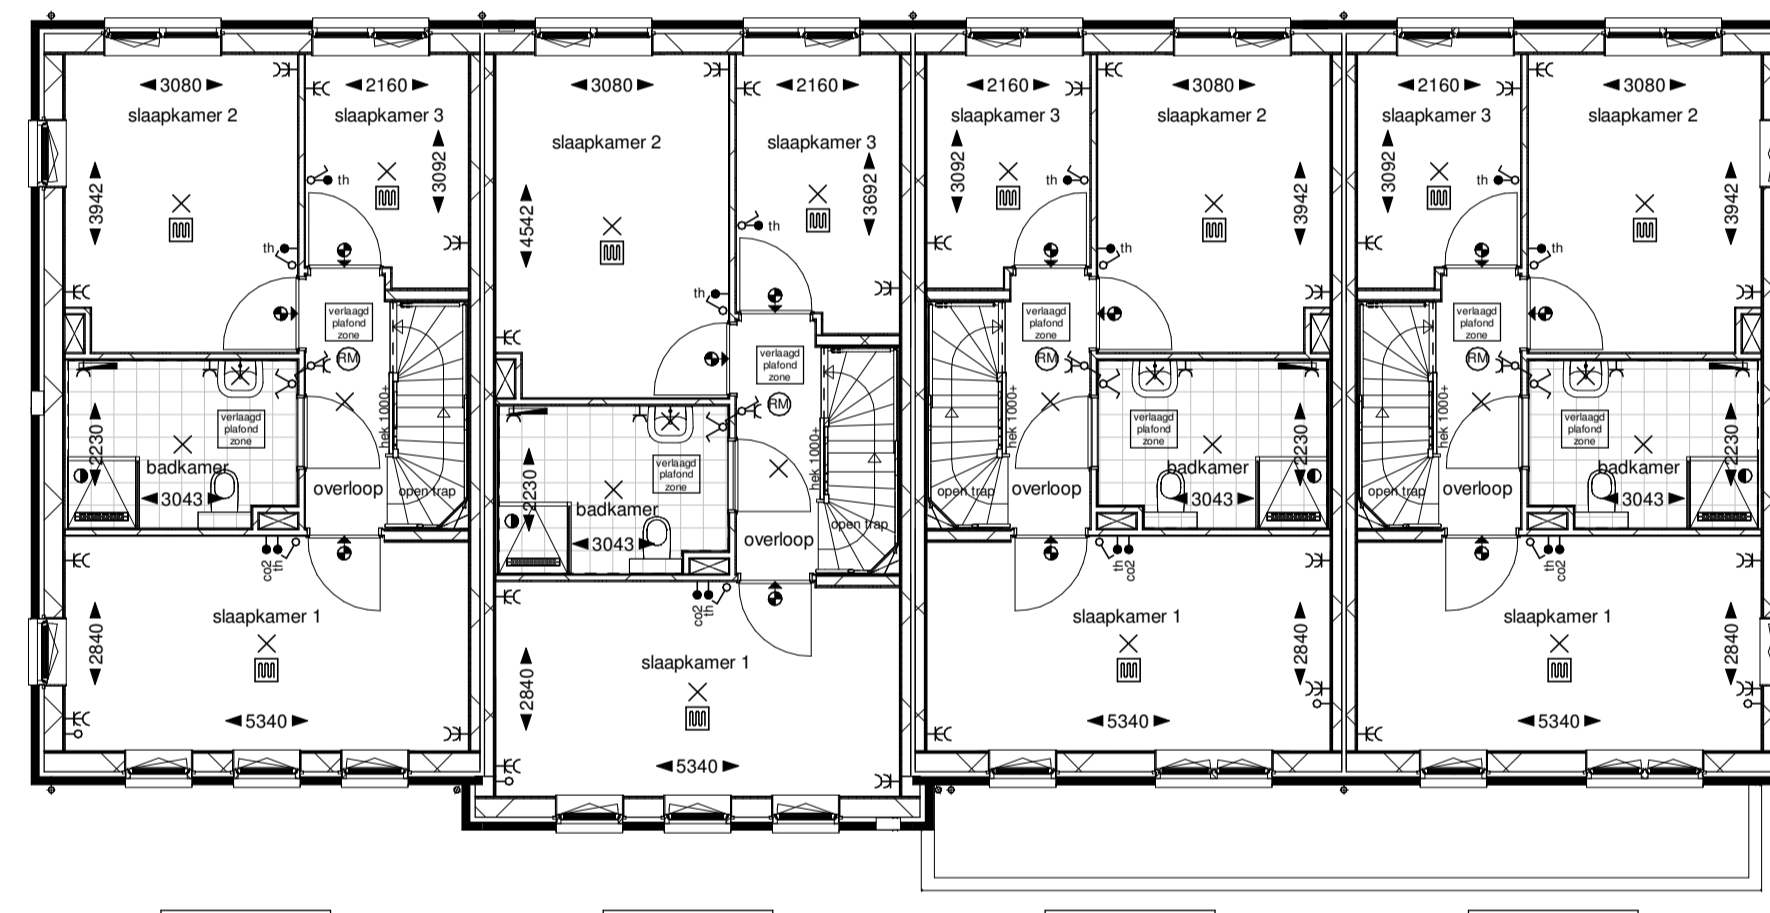 3080
slaapkamer 2
3942
th
2160
slaapkamer 3
3092
th
verlaagd
plafond
zone
RM
hek 1000+
overloop
open trap
verlaagd
plafond
zone
2230
badkamer
3043
co2
th
slaapkamer 1
2840
5340
3080
slaapkamer 2
4542
th
2160
slaapkamer 3
3692
th
verlaagd
plafond
zone
RM
hek 1000+
overloop
open trap
verlaagd
plafond
zone
2230
badkamer
3043
co2
th
slaapkamer 1
2840
5340
2160
slaapkamer 3
3092
th
3080
slaapkamer 2
3942
th
verlaagd
plafond
zone
RM
hek 1000+
open trap
overloop
verlaagd
plafond
zone
2230
badkamer
3043
th
co2
slaapkamer 1
2840
5340
2160
slaapkamer 3
3092
th
3080
slaapkamer 2
3942
th
verlaagd
plafond
zone
RM
hek 1000+
open trap
overloop
verlaagd
plafond
zone
2230
badkamer
3043
th
co2
slaapkamer 1
2840
5340